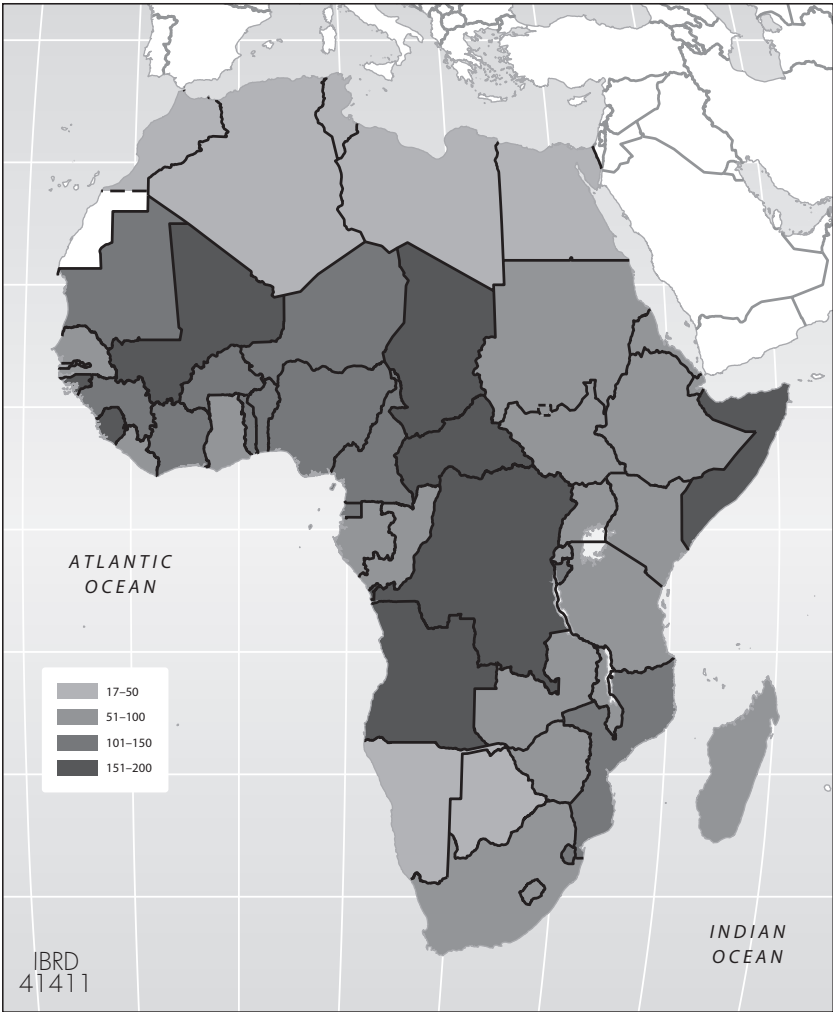 ATLANTIC
OCEAN
17–50
51–100
101–150
151–200
INDIAN
OCEAN
IBRD
41411